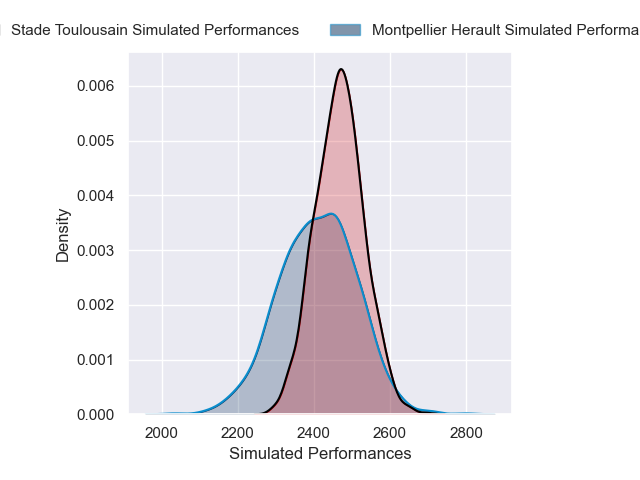 Stade Toulousain Simulated Performances Montpellier Herault Simulated Performa
0.006
0.005
0.004
0.003
0.002
0.001
0.000
Density
2000 2200 2400 2600 2800
Simulated Performances